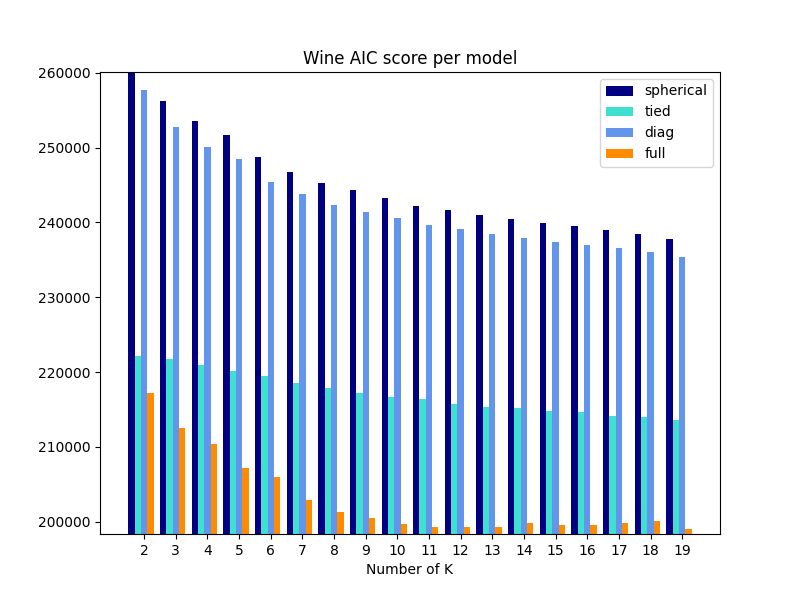 Wine AIC score per model
260000
250000
240000
230000
220000
210000
200000
spherical
tied
diag
full
2 3 4 5 6 7 8 9 10 11 12 13 14 15 16 17 18 19
Number of K